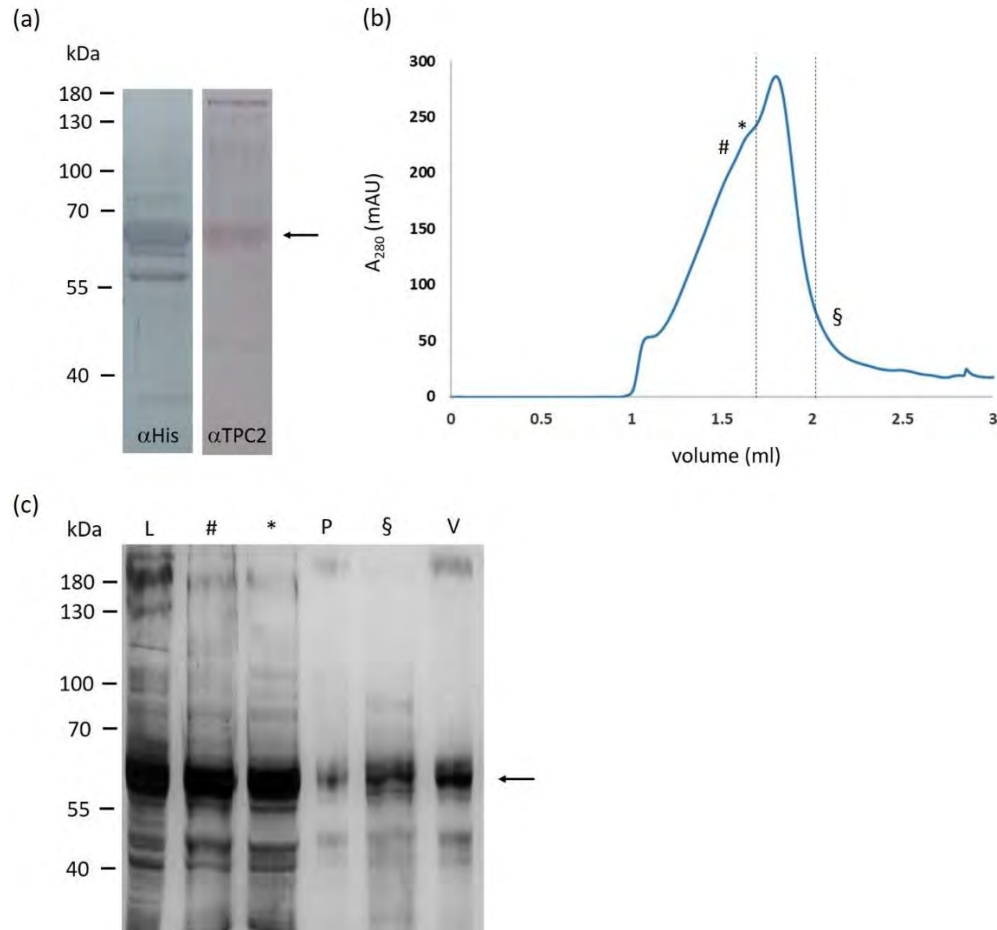 (a)
kDa
180
130
100
70
55
40
αHis αTPC2
(b)
300
250
200
150
100
50
0
A280 (mAU)
# *
§
0 0.5 1 1.5 2 2.5 3
volume (ml)
(c)
kDa L # * P § V
180
130
100
70
55
40